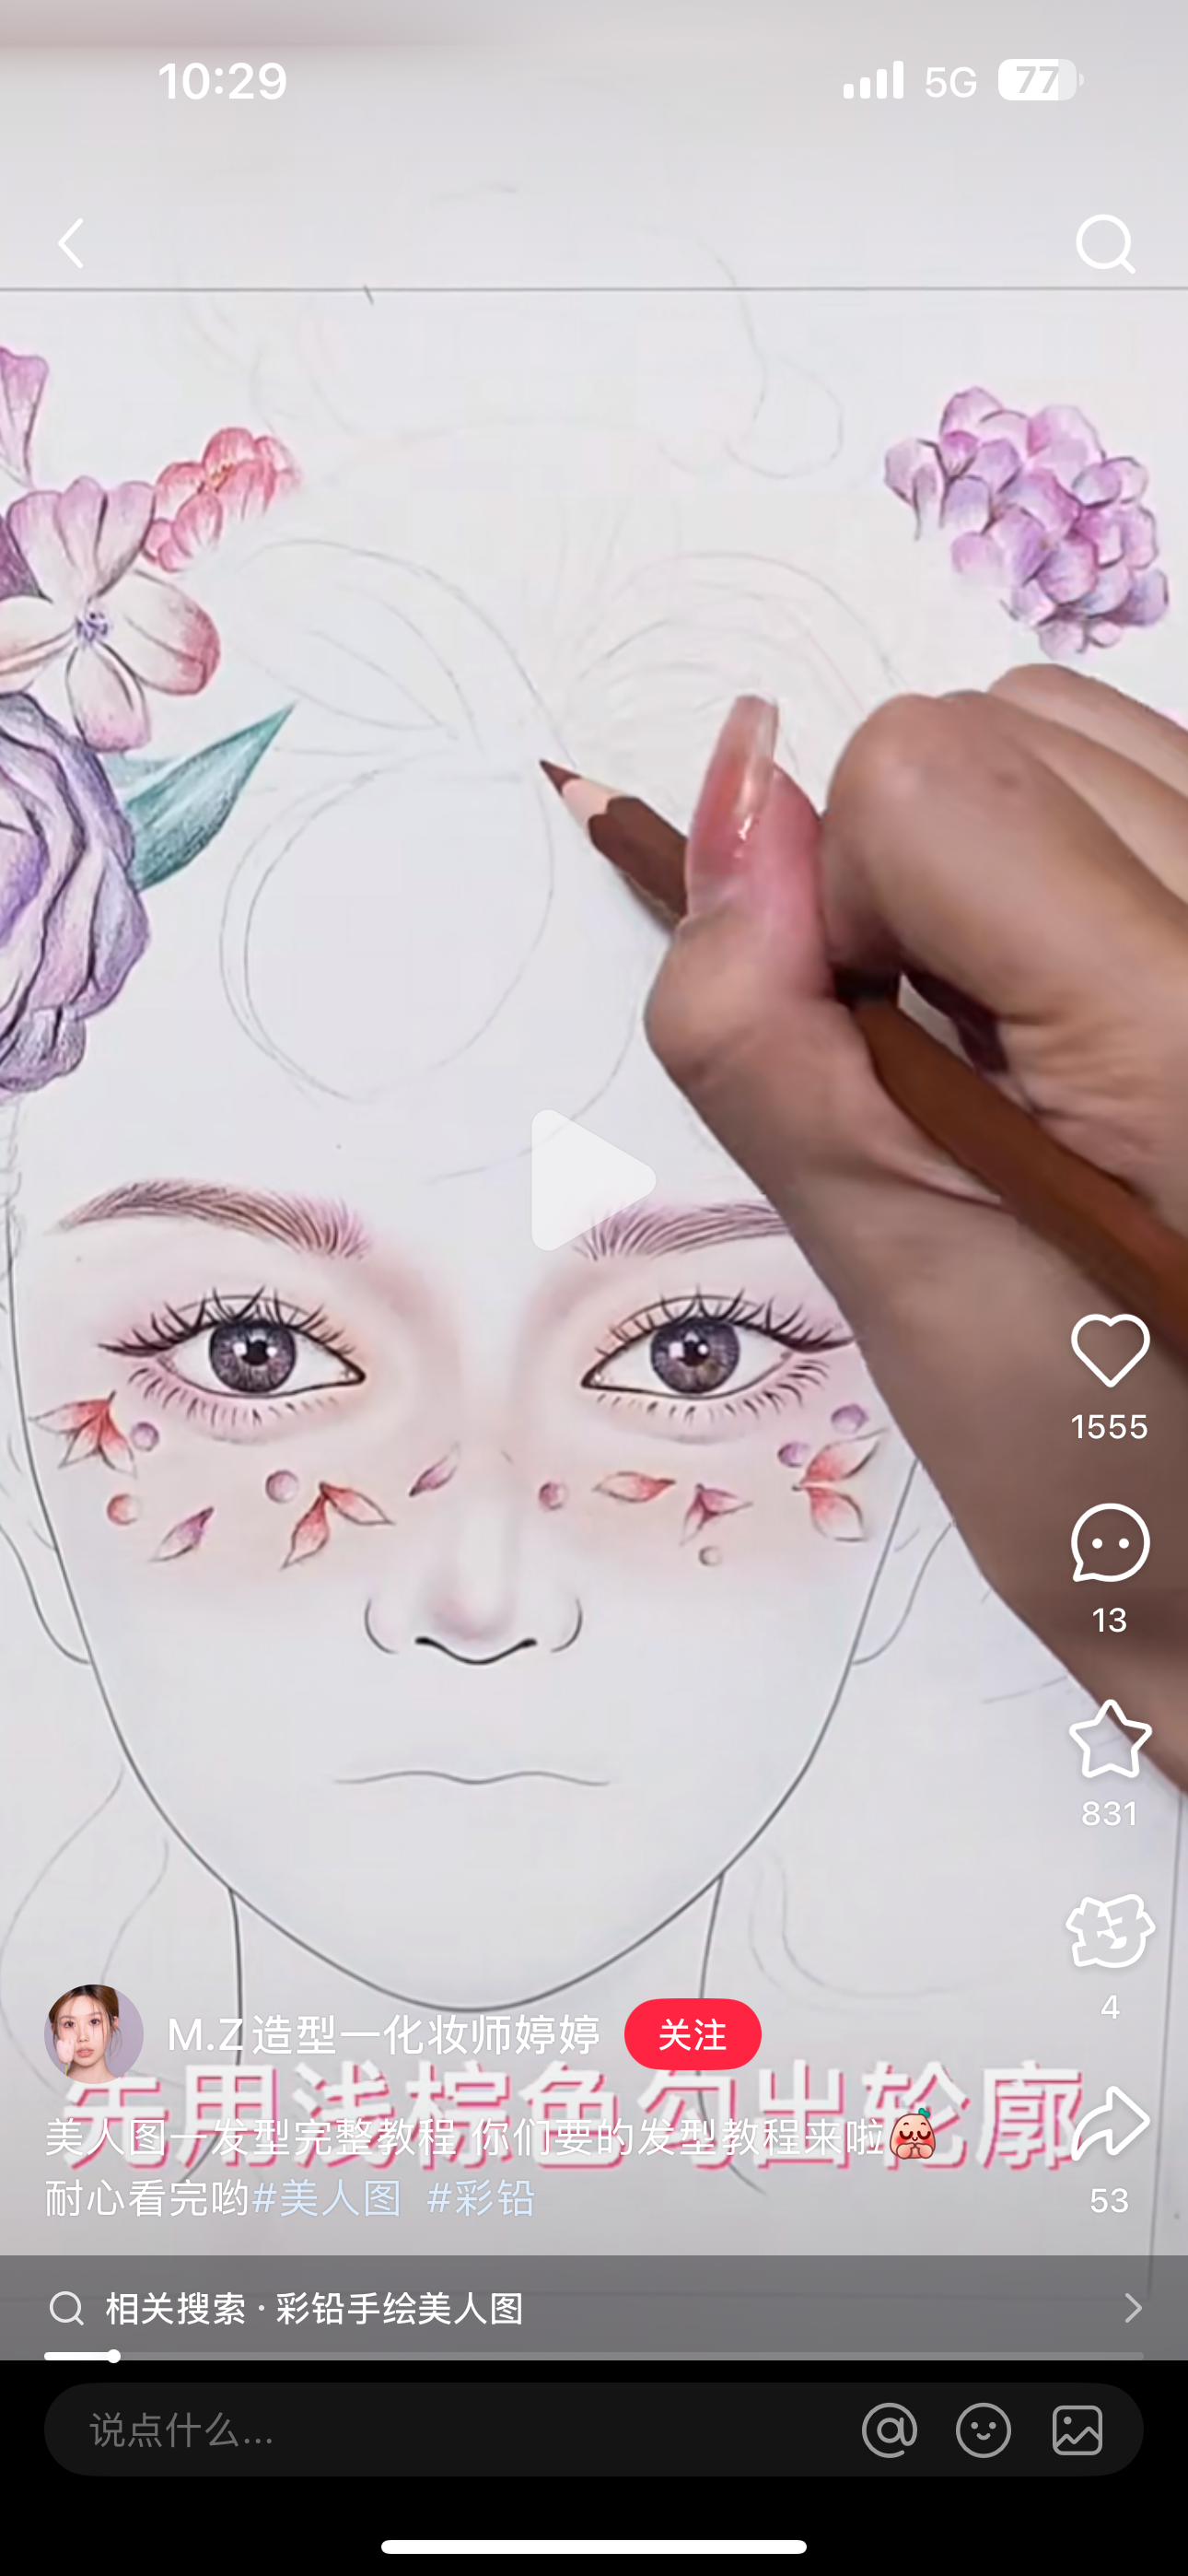 10:29
5G 77
1555
13
831
4
M.Z造型一化妆师婷婷 关注
先用浅棕色勾出轮廓
美人图—发型完整教程 你们要的发型教程来啦
耐心看完哟#美人图 #彩铅
53
相关搜索 · 彩铅手绘美人图
说点什么...